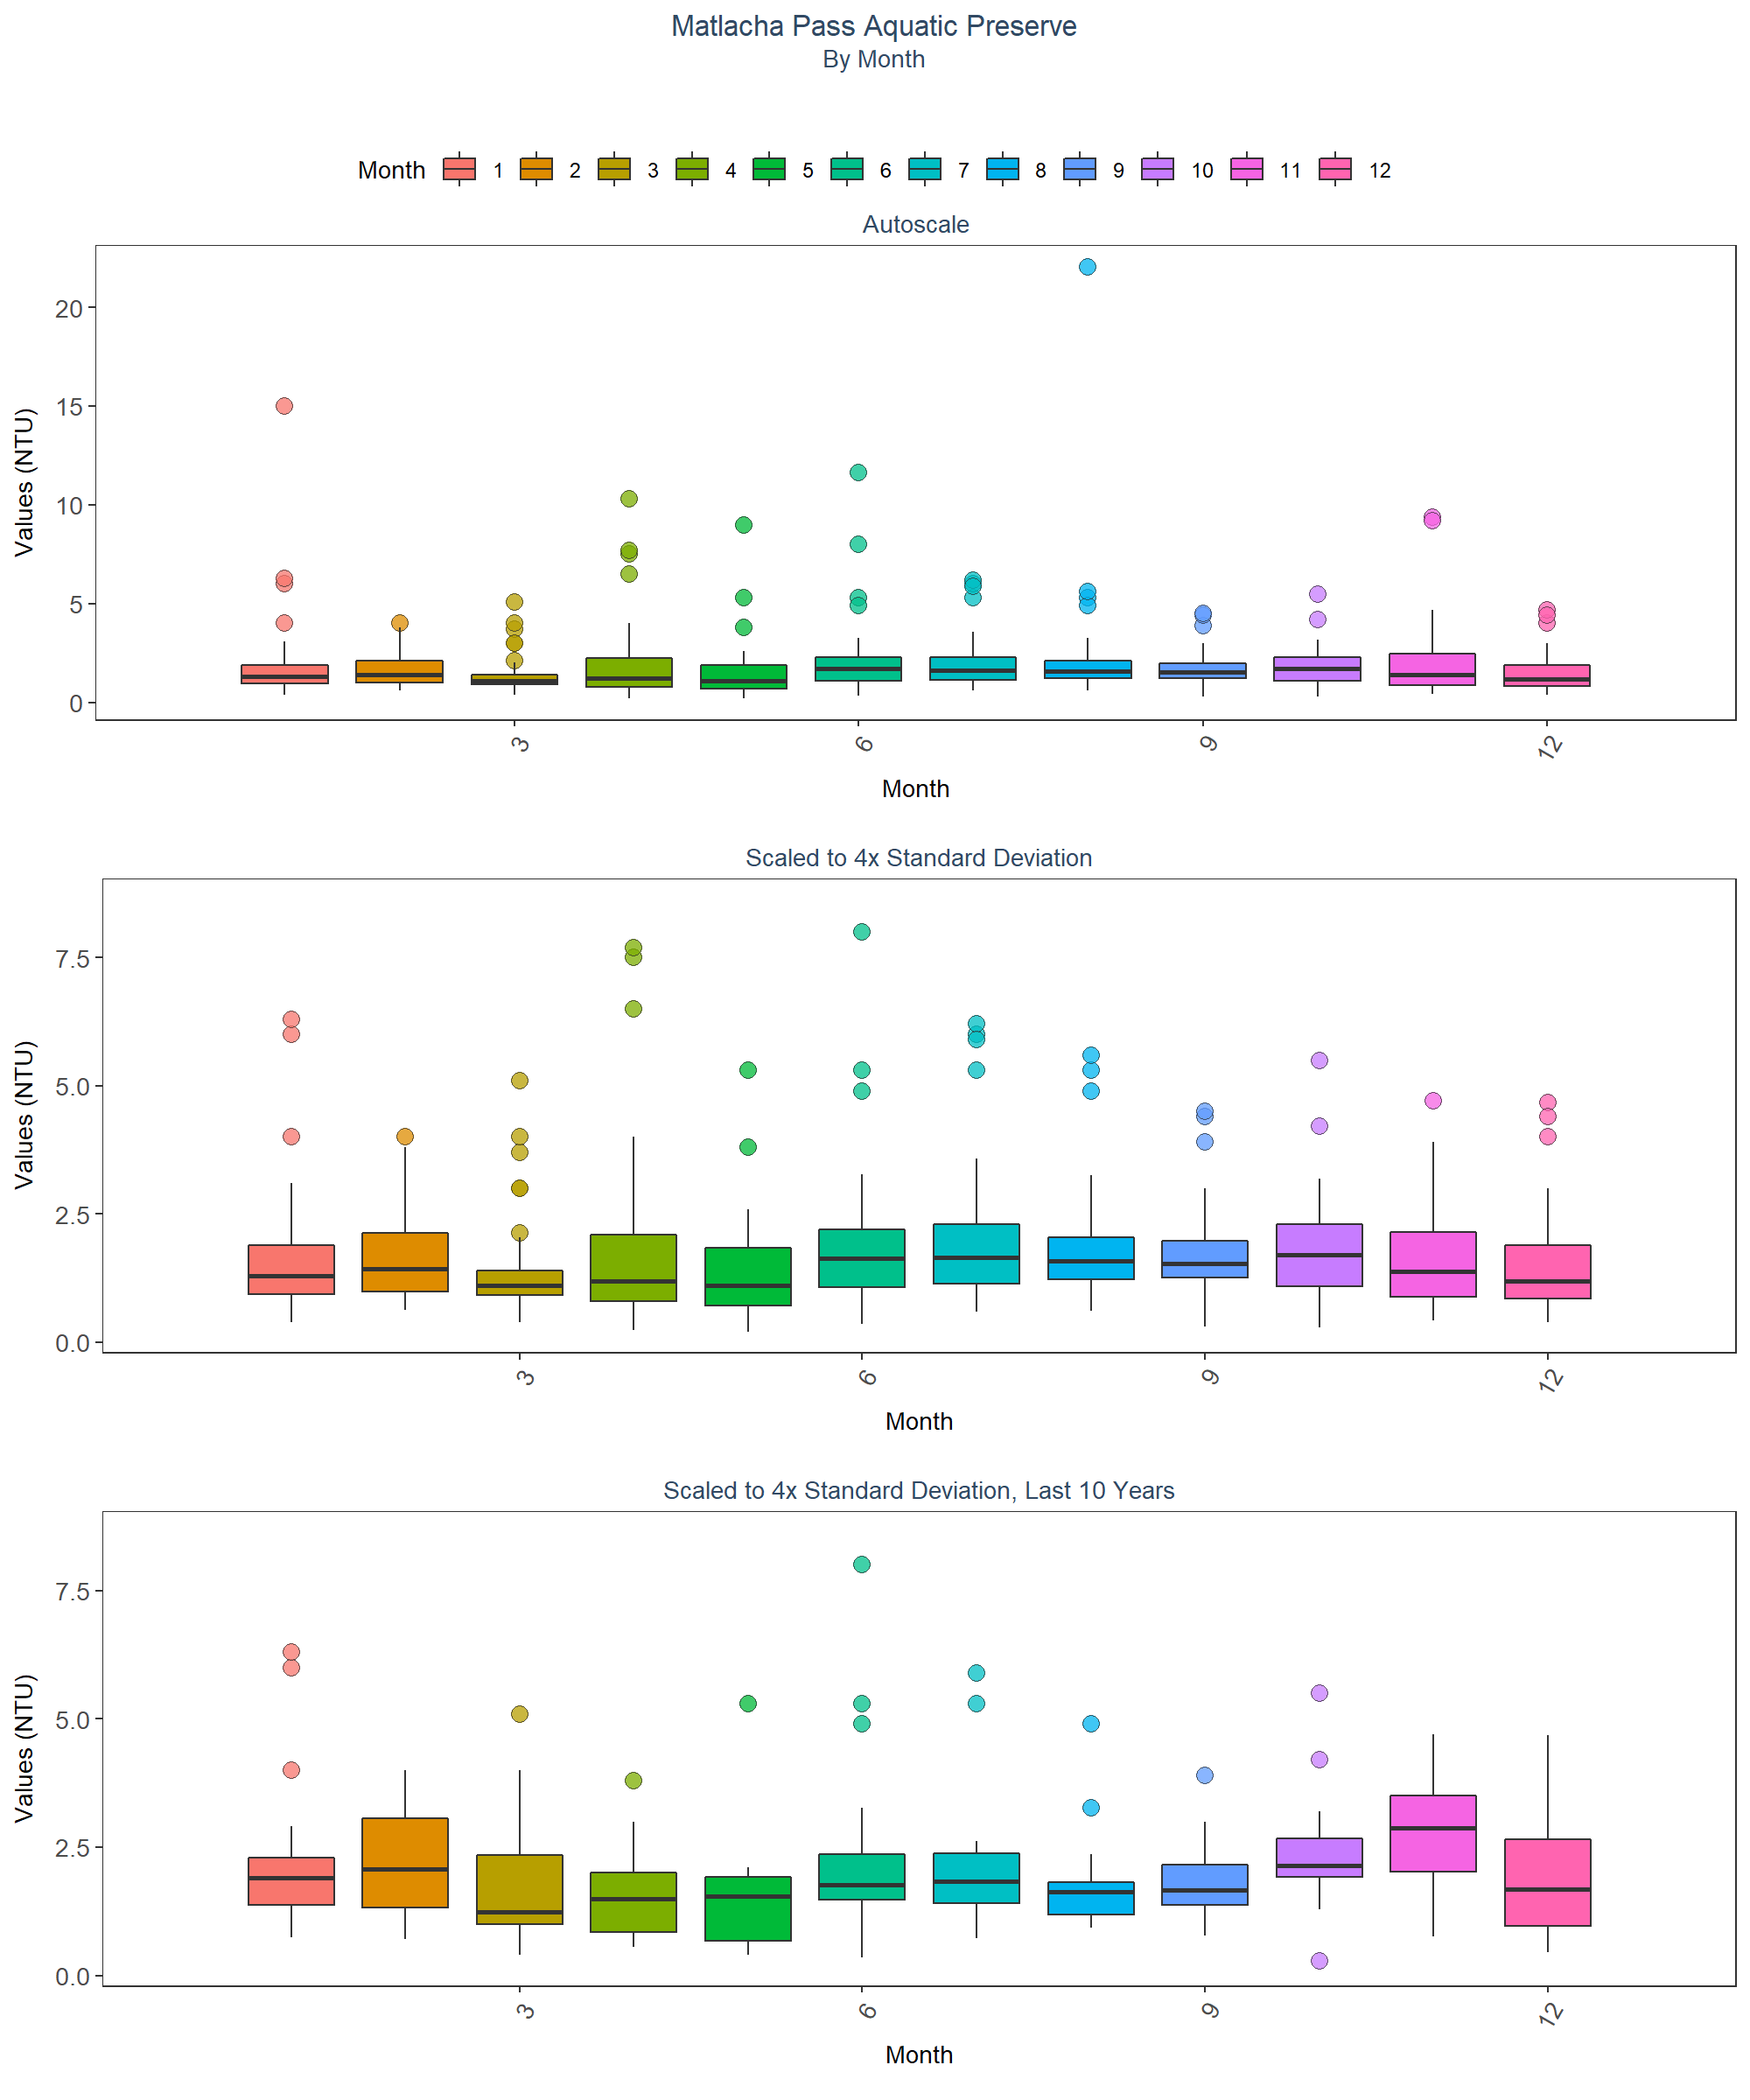 Matlacha Pass Aquatic Preserve
By Month
Month 1 2 3 4 5 6 7 8 9 10 11 12
Autoscale
Values (NTU)
20
15
10
5
0
3 6 9 12
Month
Scaled to 4x Standard Deviation
Values (NTU)
7.5
5.0
2.5
0.0
3 6 9 12
Month
Scaled to 4x Standard Deviation, Last 10 Years
Values (NTU)
7.5
5.0
2.5
0.0
3 6 9 12
Month